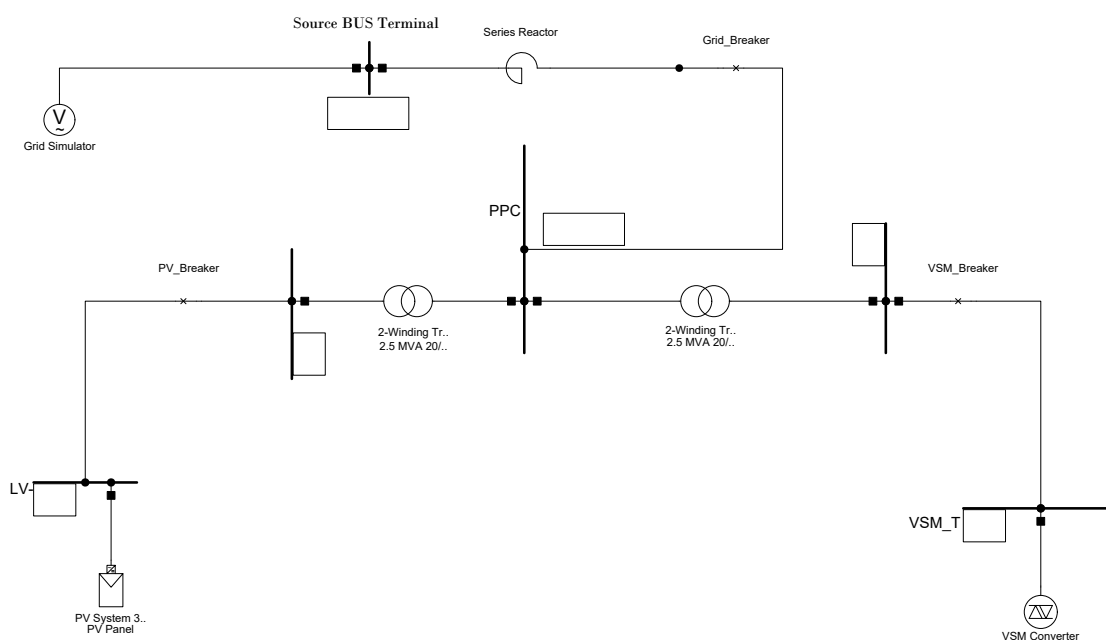 Source BUS Terminal
Series Reactor
Grid_Breaker
V
~
Grid Simulator
PPC
PV_Breaker
VSM_Breaker
2-Winding Tr..
2.5 MVA 20/..
2-Winding Tr..
2.5 MVA 20/..
LV-
VSM_T
PV System 3..
PV Panel
VSM Converter